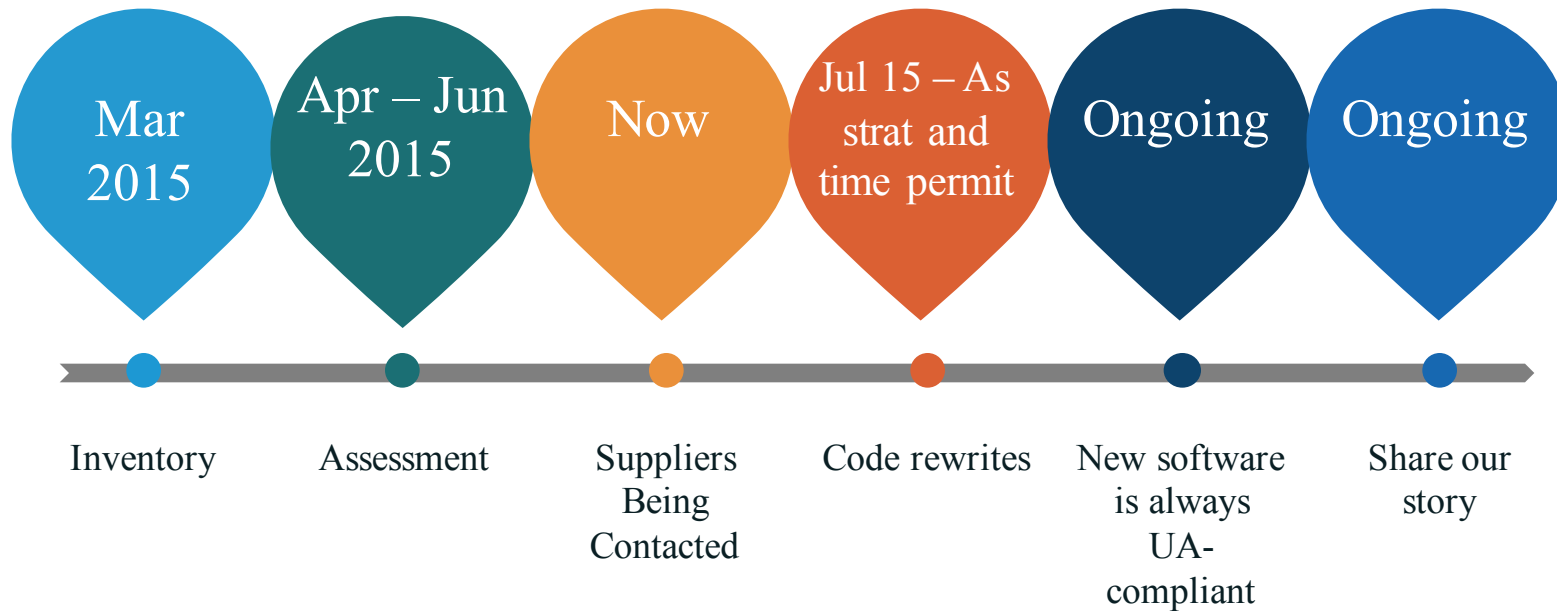 Mar
2015
Apr – Jun
2015
Now
Jul 15 – As
strat and
time permit
Ongoing
Ongoing
Inventory
Assessment
Suppliers
Being
Contacted
Code rewrites
New software
is always
UA-
compliant
Share our
story